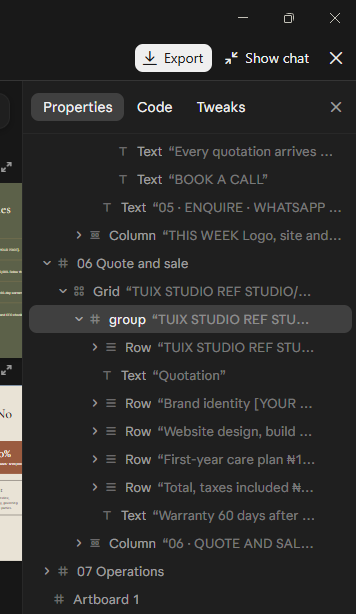 Export
Show chat
Properties
Code
Tweaks
Text “Every quotation arrives ...
Text “BOOK A CALL”
Text “05 · ENQUIRE · WHATSAPP ...
Column “THIS WEEK Logo, site and...
06 Quote and sale
Grid “TUIX STUDIO REF STUDIO/...
group “TUIX STUDIO REF STU...
Row “TUIX STUDIO REF STU...
Text “Quotation”
Row “Brand identity [YOUR ...
Row “Website design, build ...
Row “First-year care plan ₦1...
Row “Total, taxes included ₦...
Text “Warranty 60 days after ...
Column “06 · QUOTE AND SAL...
07 Operations
Artboard 1
No